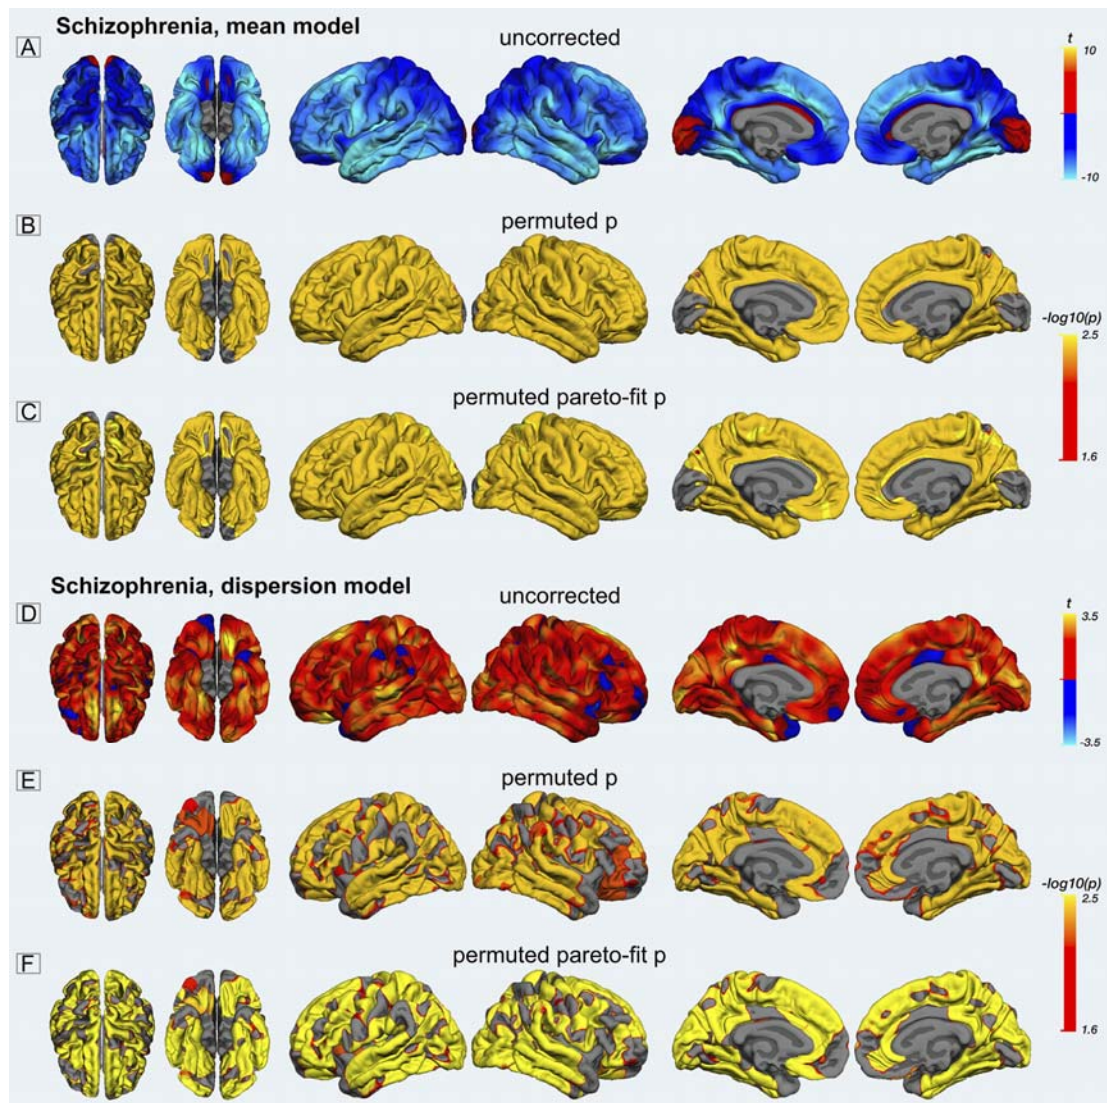 Schizophrenia, mean model
A
uncorrected
t
10
-10
B
permuted p
-log10(p)
2.5
1.6
C
permuted pareto-fit p
Schizophrenia, dispersion model
D
uncorrected
t
3.5
-3.5
E
permuted p
-log10(p)
2.5
1.6
F
permuted pareto-fit p